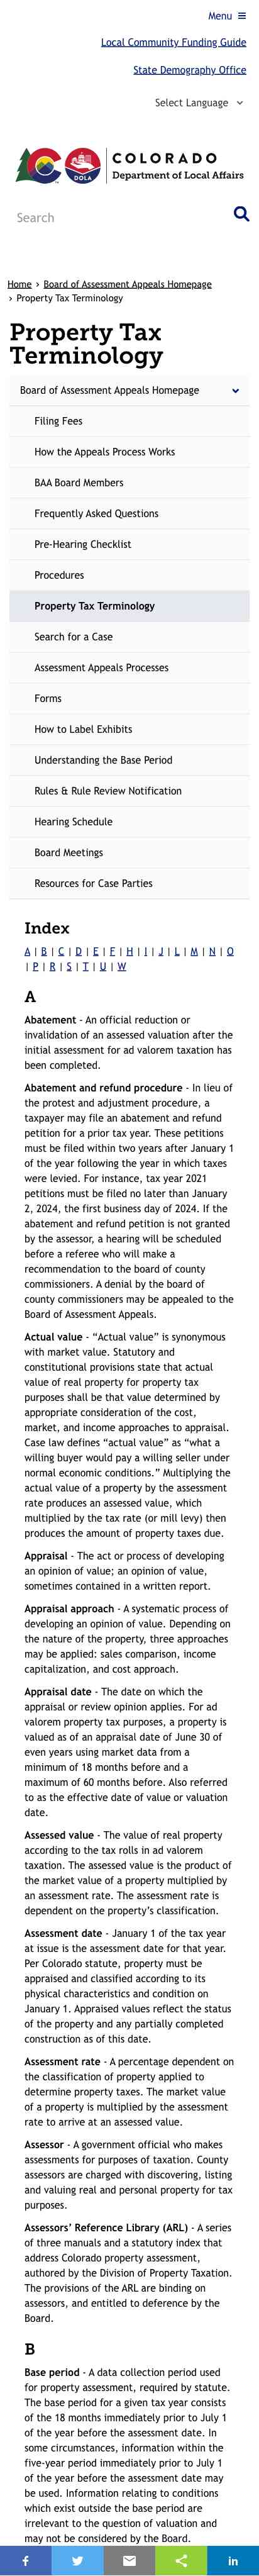 Menu ≡
Local Community Funding Guide
State Demography Office
Select Language
C
DOLA
COLORADO
Department of Local Affairs
Search
Home › Board of Assessment Appeals Homepage
› Property Tax Terminology
Property Tax
Terminology
Board of Assessment Appeals Homepage
Filing Fees
How the Appeals Process Works
BAA Board Members
Frequently Asked Questions
Pre-Hearing Checklist
Procedures
Property Tax Terminology
Search for a Case
Assessment Appeals Processes
Forms
How to Label Exhibits
Understanding the Base Period
Rules & Rule Review Notification
Hearing Schedule
Board Meetings
Resources for Case Parties
Index
A | B | C | D | E | F | H | I | J | L | M | N | O
| P | R | S | T | U | W
A
Abatement - An official reduction or
invalidation of an assessed valuation after the
initial assessment for ad valorem taxation has
been completed.
Abatement and refund procedure - In lieu of
the protest and adjustment procedure, a
taxpayer may file an abatement and refund
petition for a prior tax year. These petitions
must be filed within two years after January 1
of the year following the year in which taxes
were levied. For instance, tax year 2021
petitions must be filed no later than January
2, 2024, the first business day of 2024. If the
abatement and refund petition is not granted
by the assessor, a hearing will be scheduled
before a referee who will make a
recommendation to the board of county
commissioners. A denial by the board of
county commissioners may be appealed to the
Board of Assessment Appeals.
Actual value - “Actual value” is synonymous
with market value. Statutory and
constitutional provisions state that actual
value of real property for property tax
purposes shall be that value determined by
appropriate consideration of the cost,
market, and income approaches to appraisal.
Case law defines “actual value” as “what a
willing buyer would pay a willing seller under
normal economic conditions.” Multiplying the
actual value of a property by the assessment
rate produces an assessed value, which
multiplied by the tax rate (or mill levy) then
produces the amount of property taxes due.
Appraisal - The act or process of developing
an opinion of value; an opinion of value,
sometimes contained in a written report.
Appraisal approach - A systematic process of
developing an opinion of value. Depending on
the nature of the property, three approaches
may be applied: sales comparison, income
capitalization, and cost approach.
Appraisal date - The date on which the
appraisal or review opinion applies. For ad
valorem property tax purposes, a property is
valued as of an appraisal date of June 30 of
even years using market data from a
minimum of 18 months before and a
maximum of 60 months before. Also referred
to as the effective date of value or valuation
date.
Assessed value - The value of real property
according to the tax rolls in ad valorem
taxation. The assessed value is the product of
the market value of a property multiplied by
an assessment rate. The assessment rate is
dependent on the property’s classification.
Assessment date - January 1 of the tax year
at issue is the assessment date for that year.
Per Colorado statute, property must be
appraised and classified according to its
physical characteristics and condition on
January 1. Appraised values reflect the status
of the property and any partially completed
construction as of this date.
Assessment rate - A percentage dependent on
the classification of property applied to
determine property taxes. The market value
of a property is multiplied by the assessment
rate to arrive at an assessed value.
Assessor - A government official who makes
assessments for purposes of taxation. County
assessors are charged with discovering, listing
and valuing real and personal property for tax
purposes.
Assessors’ Reference Library (ARL) - A series
of three manuals and a statutory index that
address Colorado property assessment,
authored by the Division of Property Taxation.
The provisions of the ARL are binding on
assessors, and entitled to deference by the
Board.
B
Base period - A data collection period used
for property assessment, required by statute.
The base period for a given tax year consists
of the 18 months immediately prior to July 1
of the year before the assessment date. In
some circumstances, information within the
five-year period immediately prior to July 1
of the year before the assessment date may
be used. Information relating to conditions
which exist outside the base period are
irrelevant to the question of valuation and
may not be considered by the Board.